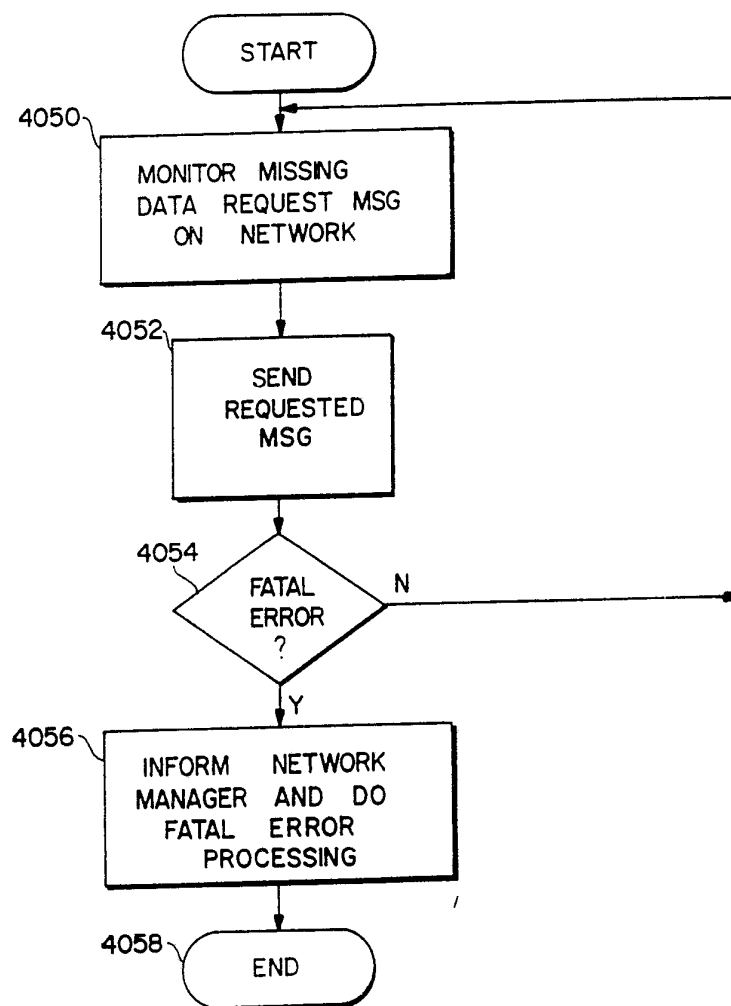 START
4050
MONITOR MISSING
DATA REQUEST MSG
ON NETWORK
4052
SEND
REQUESTED
MSG
4054
FATAL
ERROR
?
N
Y
4056
INFORM NETWORK
MANAGER AND DO
FATAL ERROR
PROCESSING
4058
END